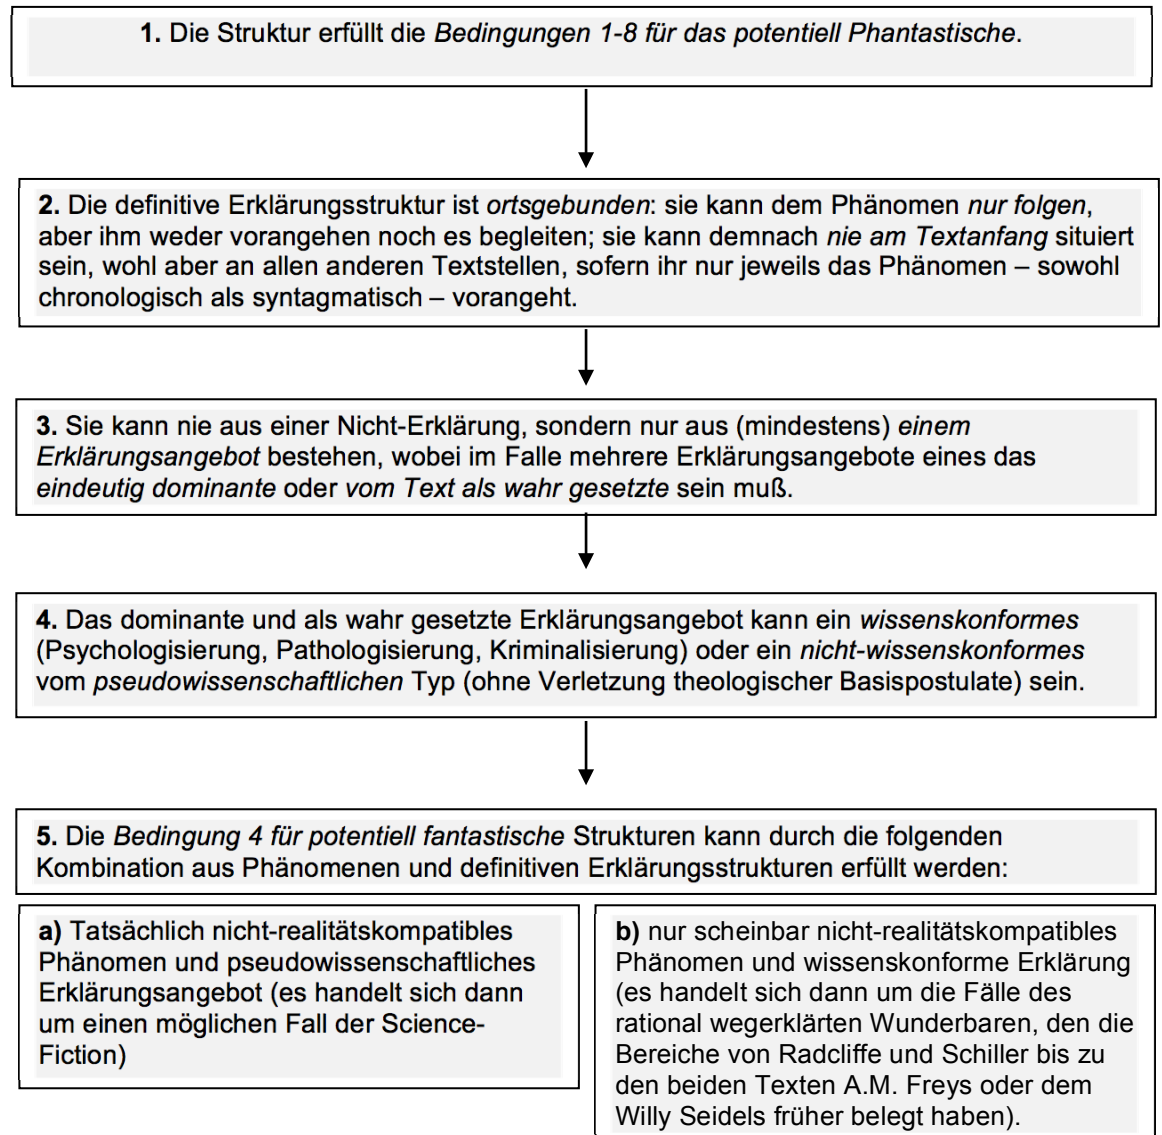 1. Die Struktur erfüllt die Bedingungen 1-8 für das potentiell Phantastische.
2. Die definitive Erklärungsstruktur ist ortsgebunden: sie kann dem Phänomen nur folgen,
aber ihm weder vorangehen noch es begleiten; sie kann demnach nie am Textanfang situiert
sein, wohl aber an allen anderen Textstellen, sofern ihr nur jeweils das Phänomen – sowohl
chronologisch als syntagmatisch – vorangeht.
3. Sie kann nie aus einer Nicht-Erklärung, sondern nur aus (mindestens) einem
Erklärungsangebot bestehen, wobei im Falle mehrere Erklärungsangebote eines das
eindeutig dominante oder vom Text als wahr gesetzte sein muß.
4. Das dominante und als wahr gesetzte Erklärungsangebot kann ein wissenskonformes
(Psychologisierung, Pathologisierung, Kriminalisierung) oder ein nicht-wissenskonformes
vom pseudowissenschaftlichen Typ (ohne Verletzung theologischer Basispostulate) sein.
5. Die Bedingung 4 für potentiell fantastische Strukturen kann durch die folgenden
Kombination aus Phänomenen und definitiven Erklärungsstrukturen erfüllt werden:
a) Tatsächlich nicht-realitätskompatibles
Phänomen und pseudowissenschaftliches
Erklärungsangebot (es handelt sich dann
um einen möglichen Fall der Science-
Fiction)
b) nur scheinbar nicht-realitätskompatibles
Phänomen und wissenskonforme Erklärung
(es handelt sich dann um die Fälle des
rational wegerklärten Wunderbaren, den die
Bereiche von Radcliffe und Schiller bis zu
den beiden Texten A.M. Freys oder dem
Willy Seidels früher belegt haben).